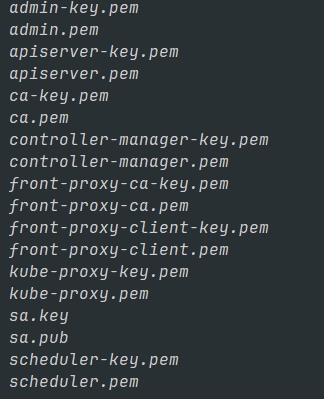 admin-key.pem
admin.pem
apiserver-key.pem
apiserver.pem
ca-key.pem
ca.pem
controller-manager-key.pem
controller-manager.pem
front-proxy-ca-key.pem
front-proxy-ca.pem
front-proxy-client-key.pem
front-proxy-client.pem
kube-proxy-key.pem
kube-proxy.pem
sa.key
sa.pub
scheduler-key.pem
scheduler.pem